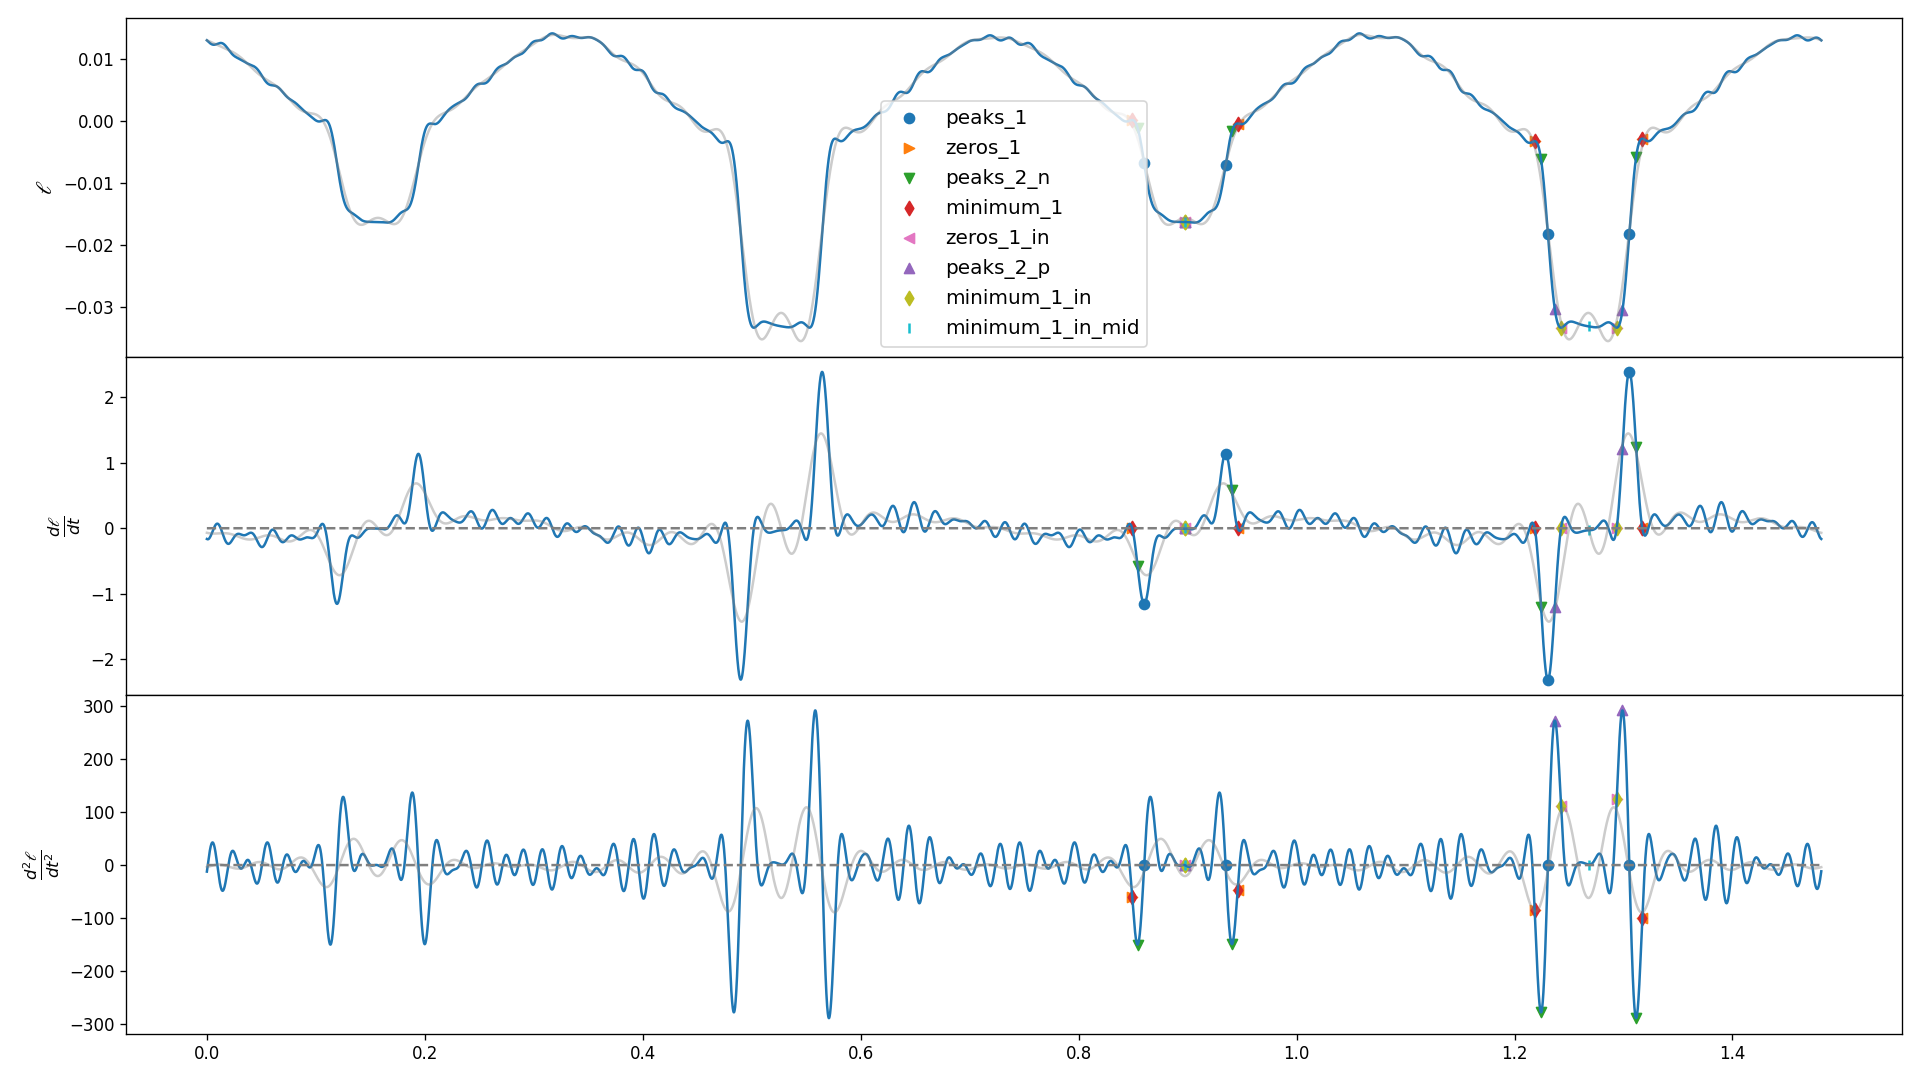 0.01
0.00
−0.01
−0.02
−0.03
ℓ
peaks_1
zeros_1
peaks_2_n
minimum_1
zeros_1_in
peaks_2_p
minimum_1_in
minimum_1_in_mid
2
1
0
−1
−2
dℓ
dt
300
200
100
0
−100
−200
−300
d²ℓ
dt²
0.0 0.2 0.4 0.6 0.8 1.0 1.2 1.4